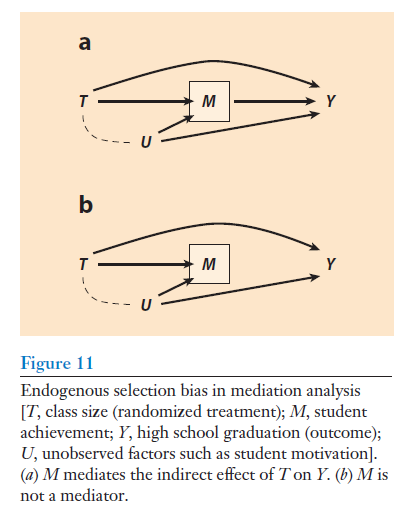 a
T
M
Y
U
b
T
M
Y
U
Figure 11
Endogenous selection bias in mediation analysis
[T, class size (randomized treatment); M, student
achievement; Y, high school graduation (outcome);
U, unobserved factors such as student motivation].
(a) M mediates the indirect effect of T on Y. (b) M is
not a mediator.